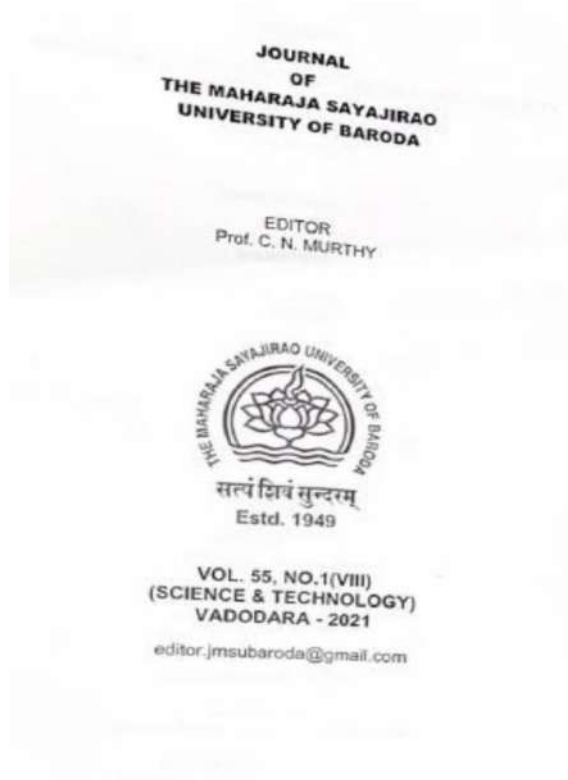 JOURNAL
OF
THE MAHARAJA SAYAJIRAO
UNIVERSITY OF BARODA
EDITOR
Prof. C. N. MURTHY
THE MAHARAJA SAYAJIRAO UNIVERSITY OF BARODA
सत्यं शिवं सुन्दरम्
Estd. 1949
VOL. 55, NO.1(VIII)
(SCIENCE & TECHNOLOGY)
VADODARA - 2021
editor.jmsubaroda@gmail.com